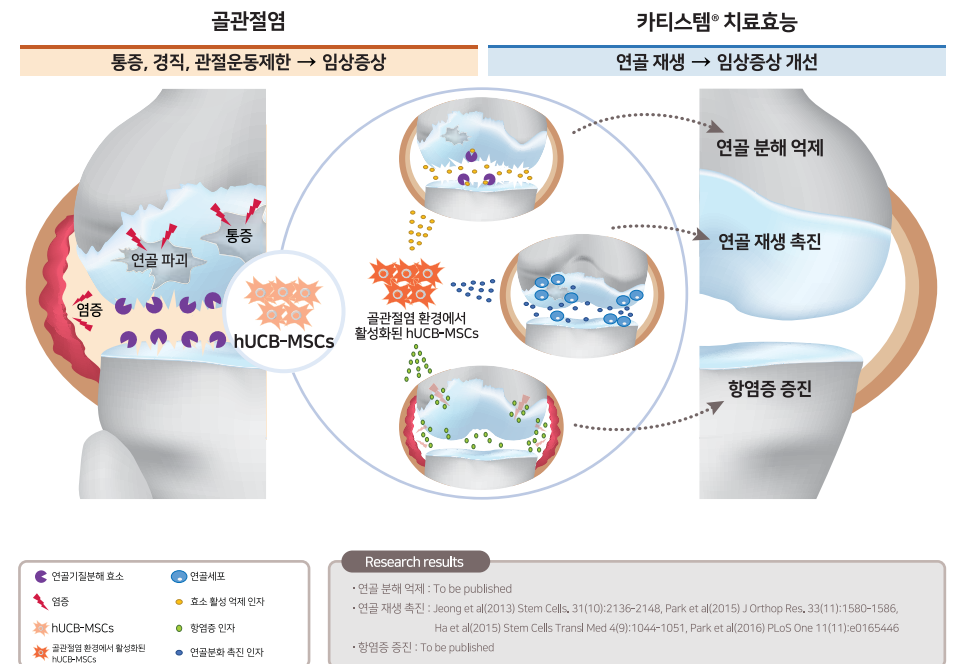 골관절염
통증, 경직, 관절운동제한 → 임상증상
카티스템® 치료효능
연골 재생 → 임상증상 개선
통증
연골 파괴
염증
hUCB-MSCs
골관절염 환경에서
활성화된 hUCB-MSCs
연골 분해 억제
연골 재생 촉진
항염증 증진
연골기질분해 효소
염증
hUCB-MSCs
골관절염 환경에서 활성화된
hUCB-MSCs
연골세포
효소 활성 억제 인자
항염증 인자
연골분화 촉진 인자
Research results
• 연골 분해 억제 : To be published
• 연골 재생 촉진 : Jeong et al(2013) Stem Cells, 31(10):2136-2148, Park et al(2015) J Orthop Res, 33(11):1580-1586,
Ha et al(2015) Stem Cells Transl Med 4(9):1044-1051, Park et al(2016) PLoS One 11(11):e0165446
• 항염증 증진 : To be published